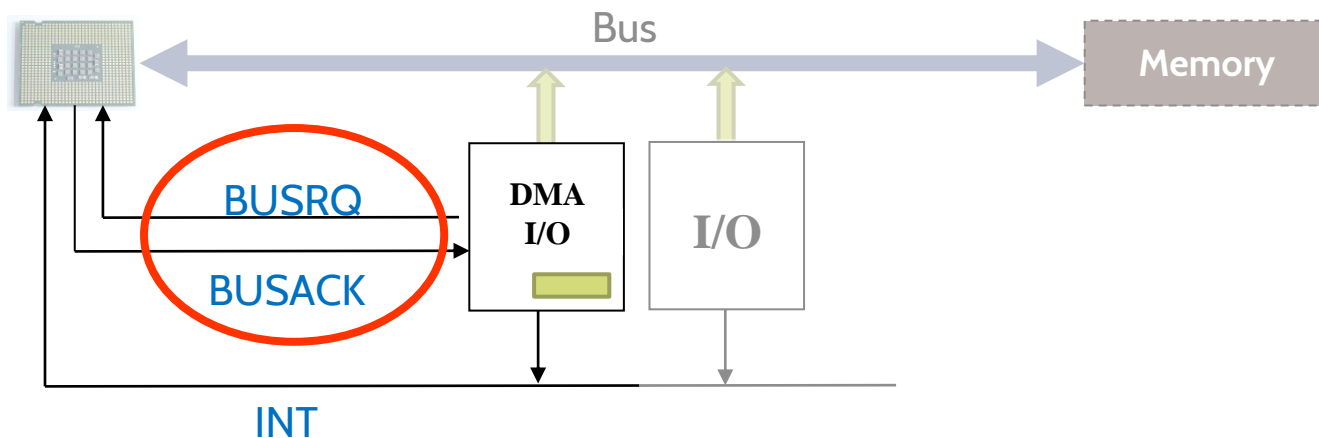 Bus
Memory
BUSRQ
DMA
I/O
I/O
BUSACK
INT